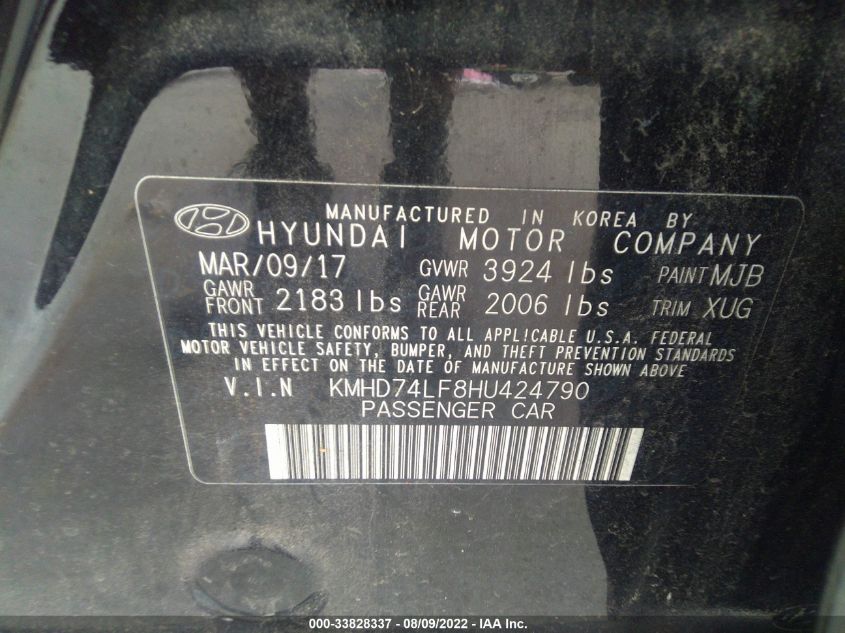 MANUFACTURED IN KOREA BY
HYUNDAI MOTOR COMPANY
MAR/09/17 GVWR 3924 lbs PAINT MJB
GAWR FRONT 2183 lbs GAWR REAR 2006 lbs TRIM XUG
THIS VEHICLE CONFORMS TO ALL APPLICABLE U.S.A. FEDERAL
MOTOR VEHICLE SAFETY, BUMPER, AND THEFT PREVENTION STANDARDS
IN EFFECT ON THE DATE OF MANUFACTURE SHOWN ABOVE
V.I.N KMHD74LF8HU424790
PASSENGER CAR
000-33828337 - 08/09/2022 - IAA Inc.